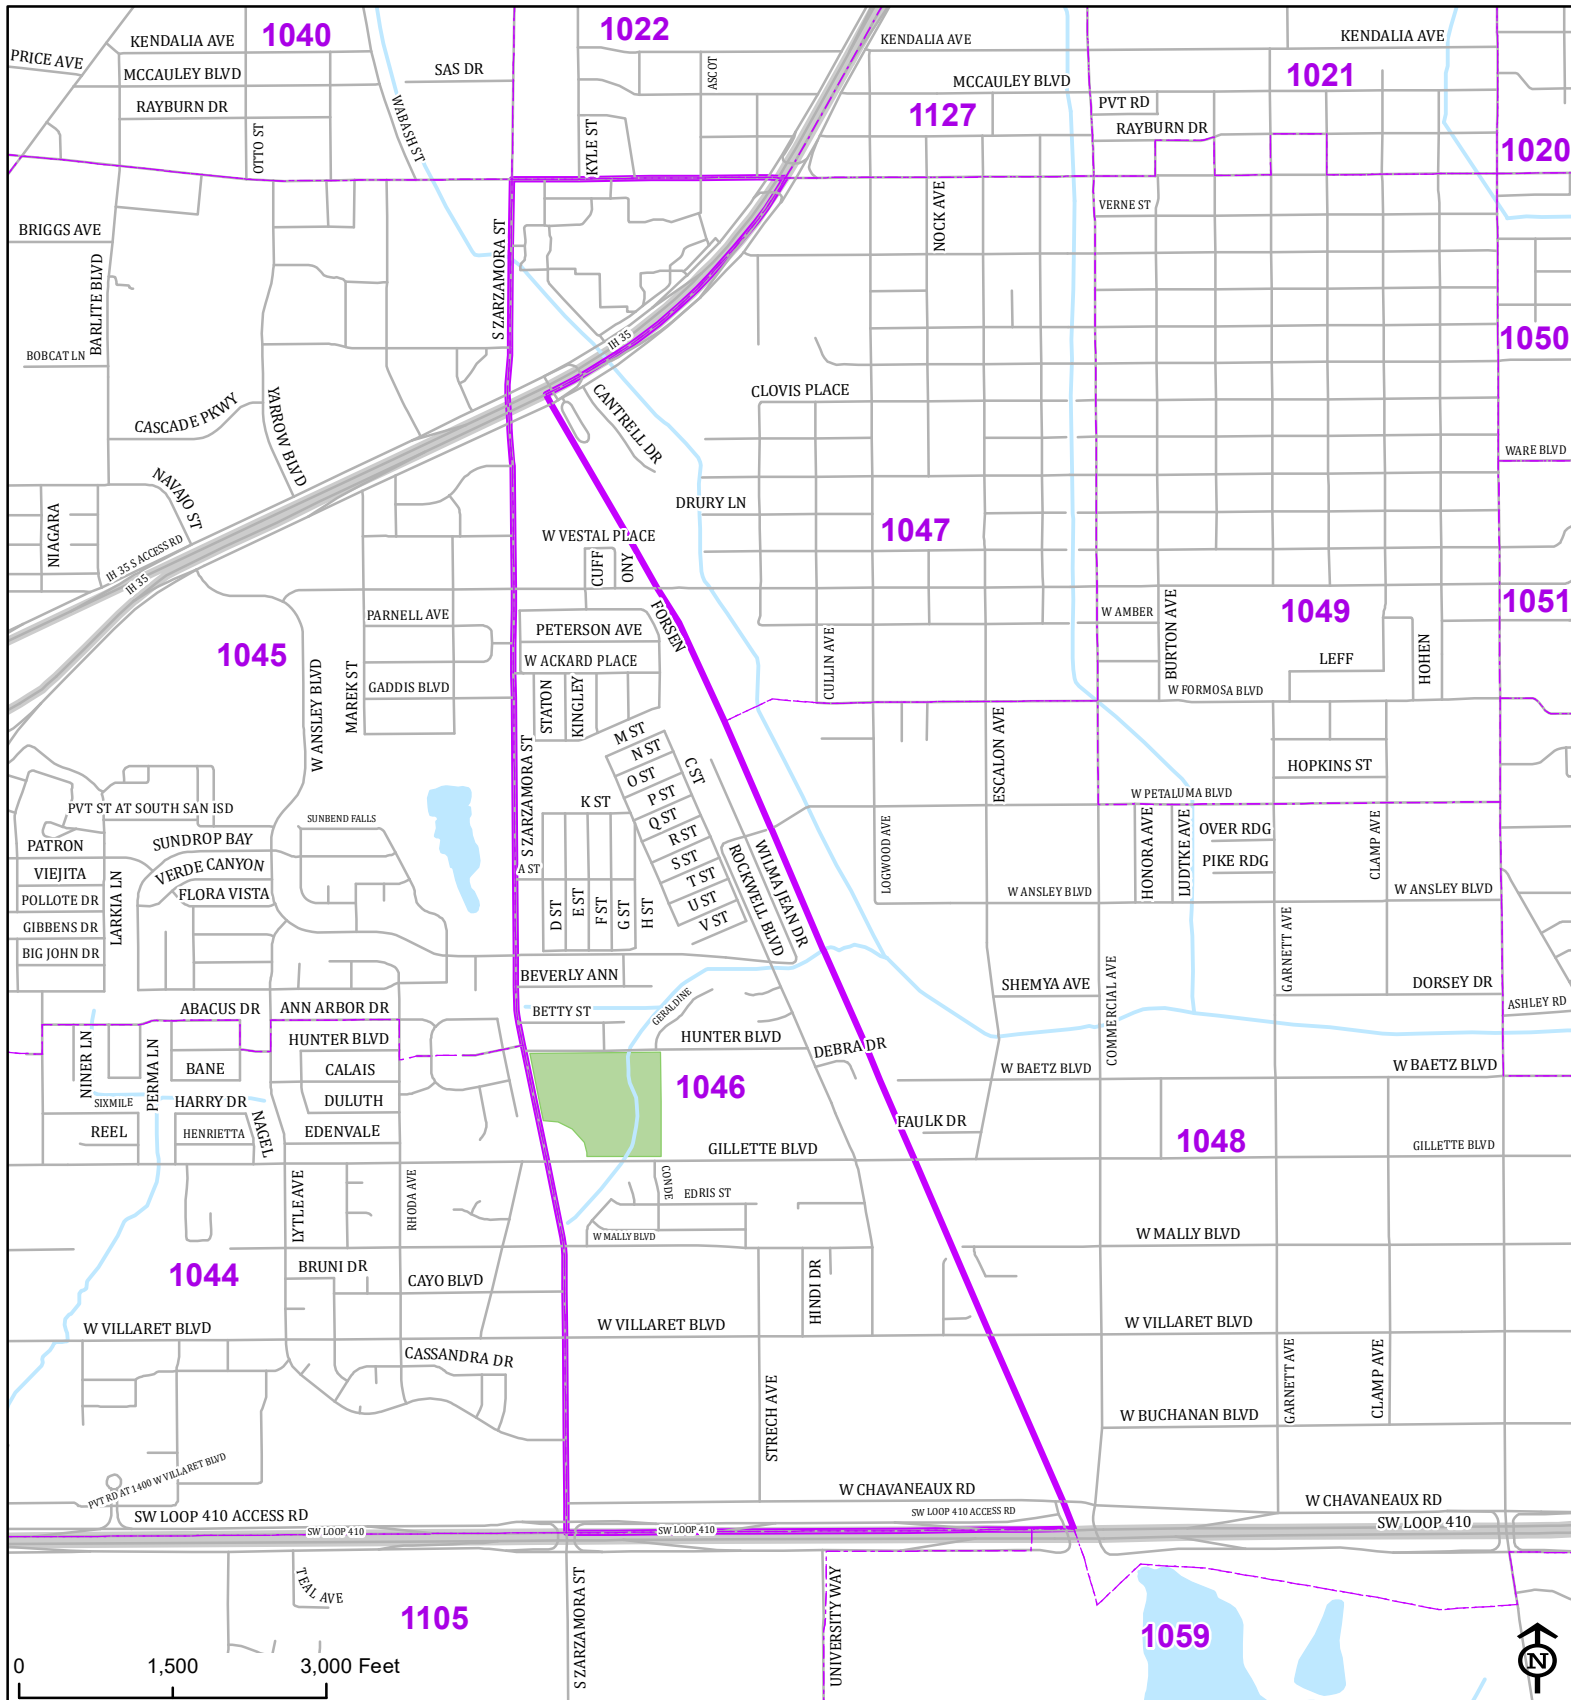 KENDALIA AVE
1040
1022
KENDALIA AVE
KENDALIA AVE
PRICE AVE
MCCAULEY BLVD
SAS DR
ASCOT
MCCAULEY BLVD
1021
RAYBURN DR
WABASH ST
1127
PVT RD
RAYBURN DR
OTTO ST
KYLE ST
1020
NOCK AVE
VERNE ST
BRIGGS AVE
BARLITE BLVD
S ZARZAMORA ST
IH 35
1050
BOBCAT LN
CASCADE PKWY
YARROW BLVD
CANTRELL DR
CLOVIS PLACE
WARE BLVD
NAVAJO ST
DRURY LN
NIAGARA
IH 35 S ACCESS RD
IH 35
W VESTAL PLACE
1047
CUFF
ONY
PARNELL AVE
FORSEN
W AMBER
BURTON AVE
1049
1051
PETERSON AVE
1045
W ACKARD PLACE
CULLIN AVE
LEFF
HOHEN
GADDIS BLVD
W FORMOSA BLVD
W ANSLEY BLVD
MAREK ST
STATON
KINGLEY
M ST
N ST
O ST
C ST
P ST
Q ST
R ST
S ST
T ST
U ST
V ST
ESCALON AVE
HOPKINS ST
S ZARZAMORA ST
K ST
W PETALUMA BLVD
PVT ST AT SOUTH SAN ISD
SUNBEND FALLS
PATRON
SUNDROP BAY
VIEJITA
VERDE CANYON
POLLOTE DR
FLORA VISTA
GIBBENS DR
BIG JOHN DR
LARKIA LN
A ST
D ST
E ST
F ST
G ST
H ST
ROCKWELL BLVD
WILMA JEAN DR
LOGWOOD AVE
HONORA AVE
LUDTKE AVE
OVER RDG
PIKE RDG
CLAMP AVE
W ANSLEY BLVD
W ANSLEY BLVD
BEVERLY ANN
SHEMYA AVE
COMMERCIAL AVE
GARNETT AVE
DORSEY DR
ASHLEY RD
ABACUS DR
ANN ARBOR DR
BETTY ST
GERALDINE
HUNTER BLVD
HUNTER BLVD
DEBRA DR
NINER LN
PERMA LN
BANE
CALAIS
W BAETZ BLVD
W BAETZ BLVD
1046
SIXMILE
HARRY DR
DULUTH
REEL
HENRIETTA
NAGEL
EDENVALE
FAULK DR
1048
GILLETTE BLVD
GILLETTE BLVD
LYTLE AVE
RHODA AVE
CONDE
EDRIS ST
W MALLY BLVD
W MALLY BLVD
1044
BRUNI DR
CAYO BLVD
HINDI DR
W VILLARET BLVD
W VILLARET BLVD
W VILLARET BLVD
CASSANDRA DR
GARNETT AVE
CLAMP AVE
STRECH AVE
W BUCHANAN BLVD
PVT RD AT 1400 W VILLARET BLVD
W CHAVANEAUX RD
W CHAVANEAUX RD
SW LOOP 410 ACCESS RD
SW LOOP 410 ACCESS RD
SW LOOP 410
SW LOOP 410
SW LOOP 410
TEAL AVE
1105
S ZARZAMORA ST
UNIVERSITY WAY
1059
0
1,500
3,000 Feet
N